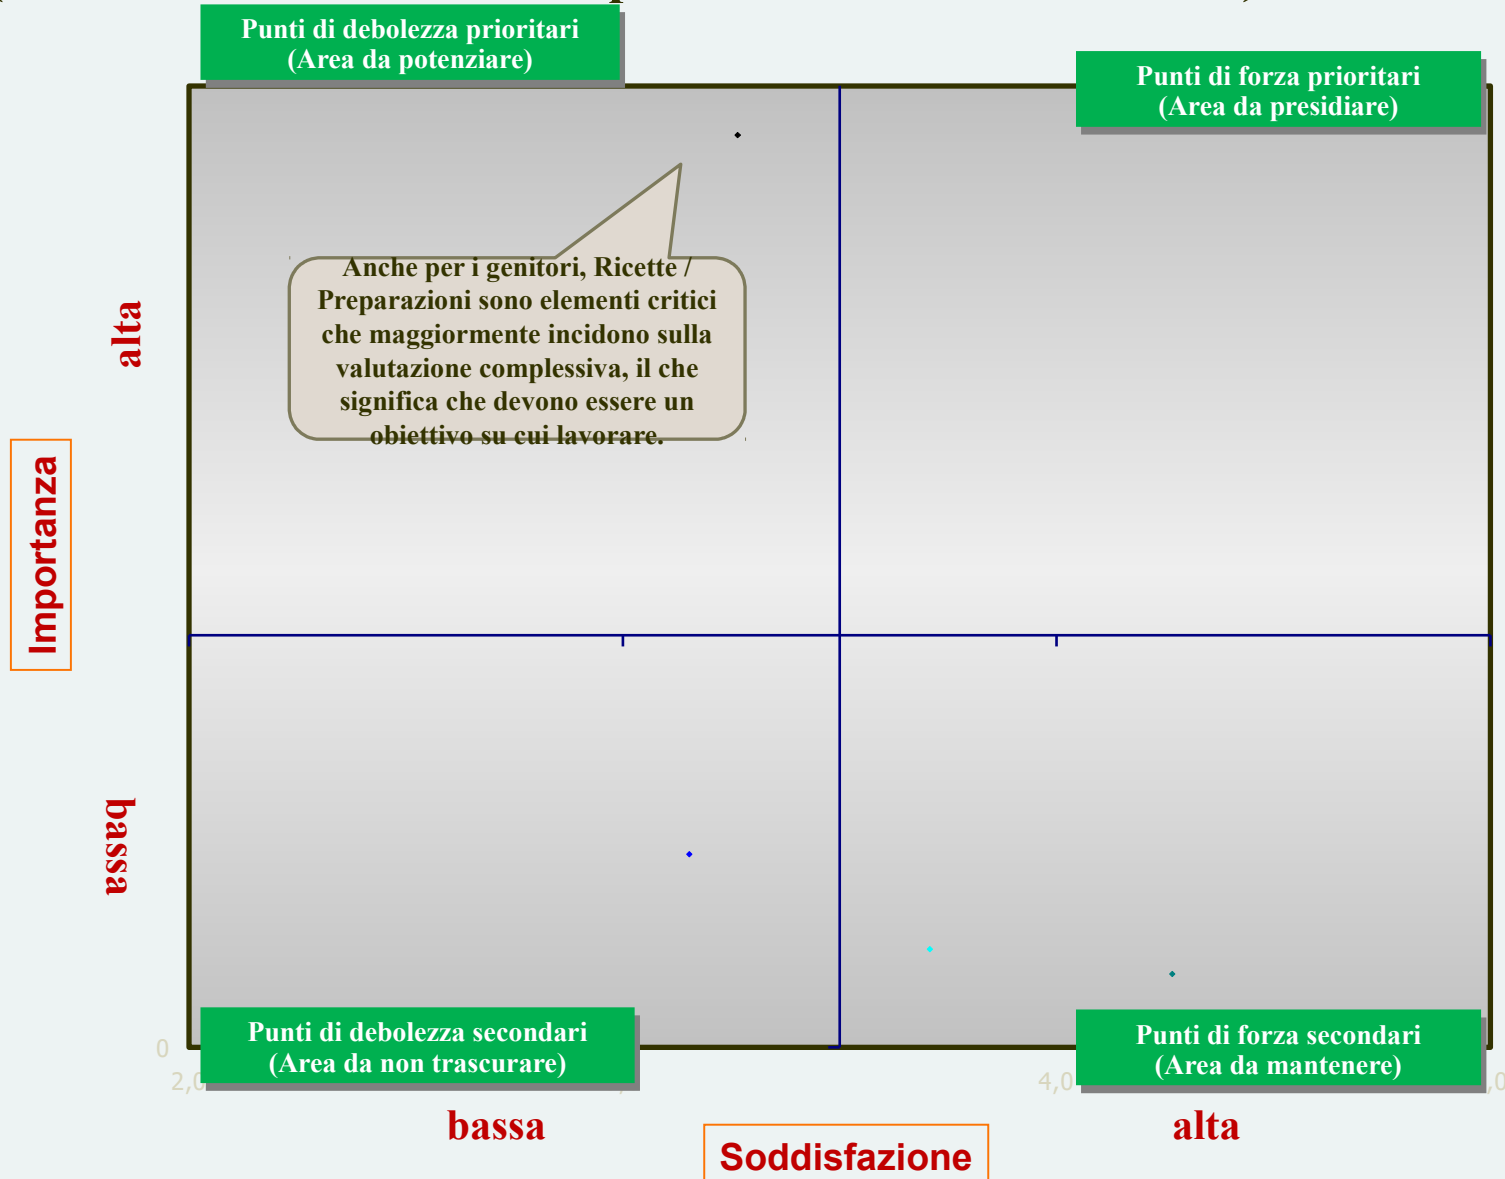 Punti di debolezza prioritari
(Area da potenziare)
Punti di forza prioritari
(Area da presidiare)
Anche per i genitori, Ricette /
Preparazioni sono elementi critici
che maggiormente incidono sulla
valutazione complessiva, il che
significa che devono essere un
obiettivo su cui lavorare.
alta
Importanza
bassa
0
Punti di debolezza secondari
(Area da non trascurare)
Punti di forza secondari
(Area da mantenere)
4,0
bassa
alta
Soddisfazione